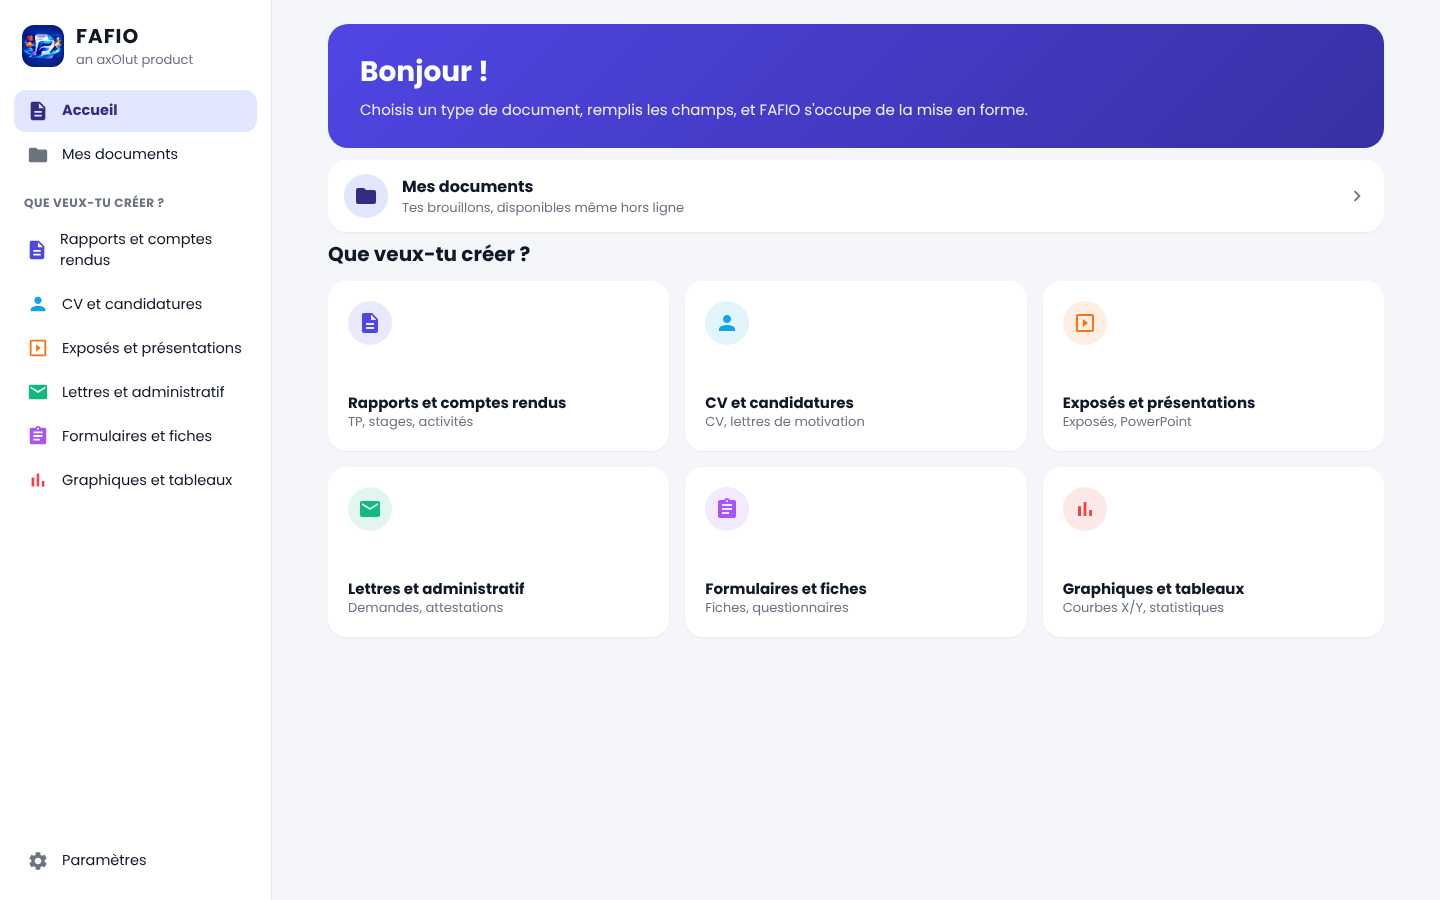 FAFIO
an axOlut product
Accueil
Mes documents
QUE VEUX-TU CRÉER ?
Rapports et comptes
rendus
CV et candidatures
Exposés et présentations
Lettres et administratif
Formulaires et fiches
Graphiques et tableaux
Paramètres
Bonjour !
Choisis un type de document, remplis les champs, et FAFIO s'occupe de la mise en forme.
Mes documents
Tes brouillons, disponibles même hors ligne
Que veux-tu créer ?
Rapports et comptes rendus
TP, stages, activités
CV et candidatures
CV, lettres de motivation
Exposés et présentations
Exposés, PowerPoint
Lettres et administratif
Demandes, attestations
Formulaires et fiches
Fiches, questionnaires
Graphiques et tableaux
Courbes X/Y, statistiques